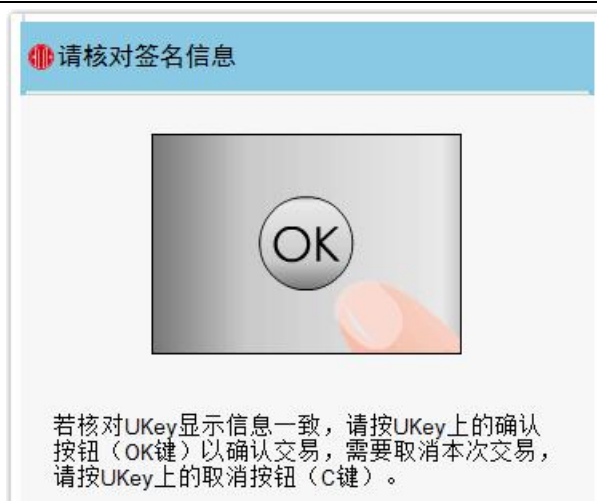 请核对签名信息
OK
若核对UKey显示信息一致，请按UKey上的确认
按钮（OK键）以确认交易，需要取消本次交易，
请按UKey上的取消按钮（C键）。